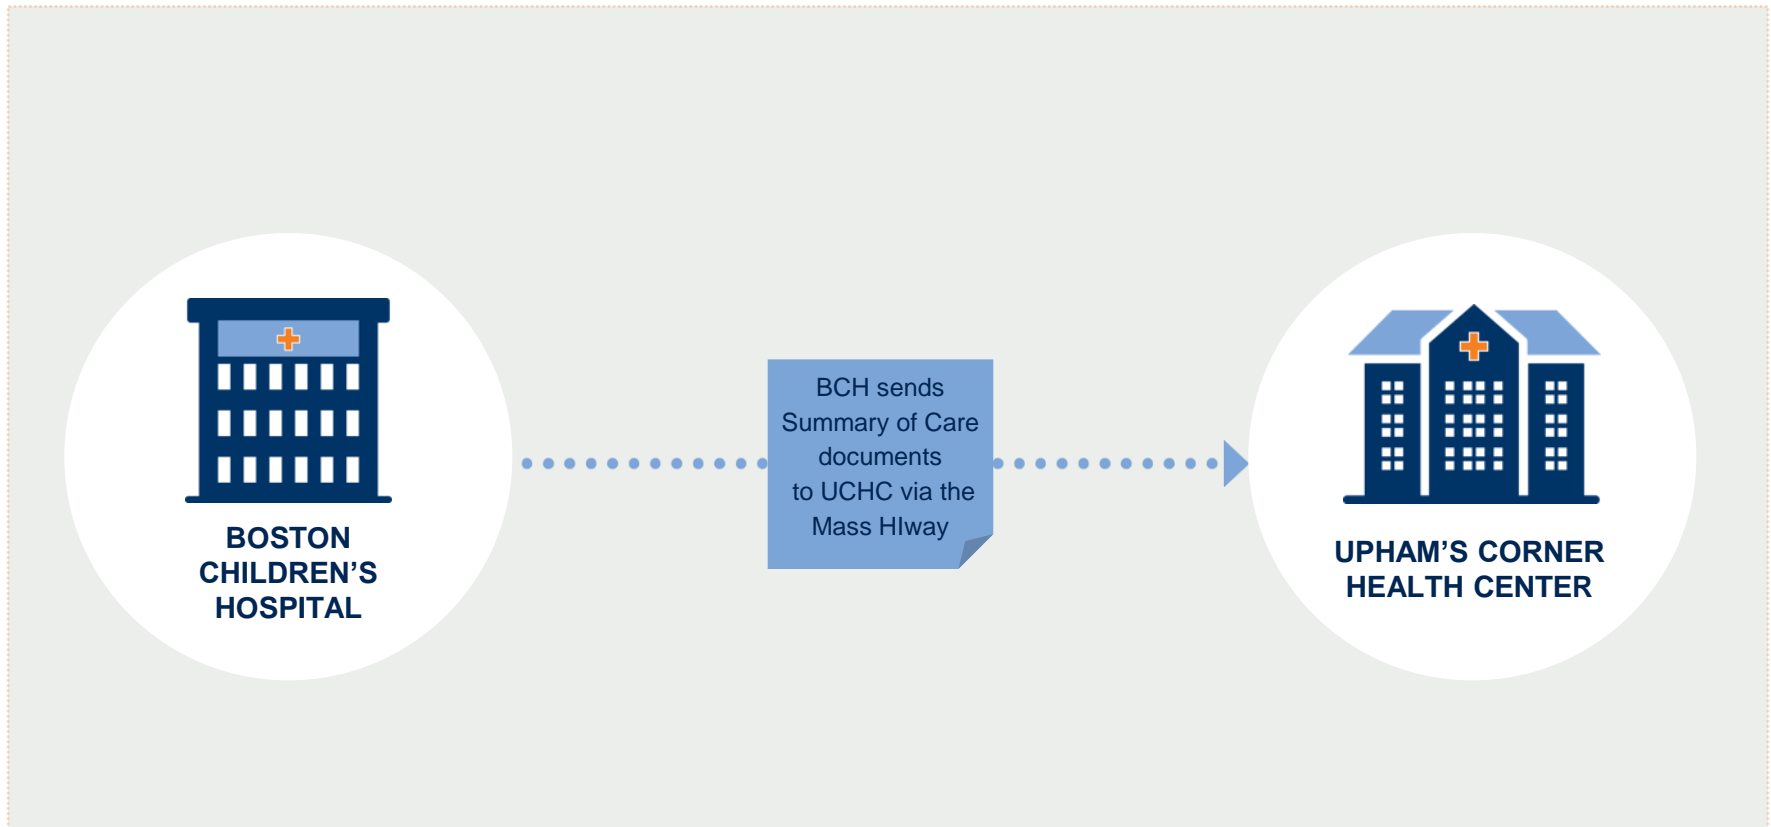 BOSTON
CHILDREN’S
HOSPITAL
BCH sends
Summary of Care
documents
to UCHC via the
Mass HIway
UPHAM’S CORNER
HEALTH CENTER